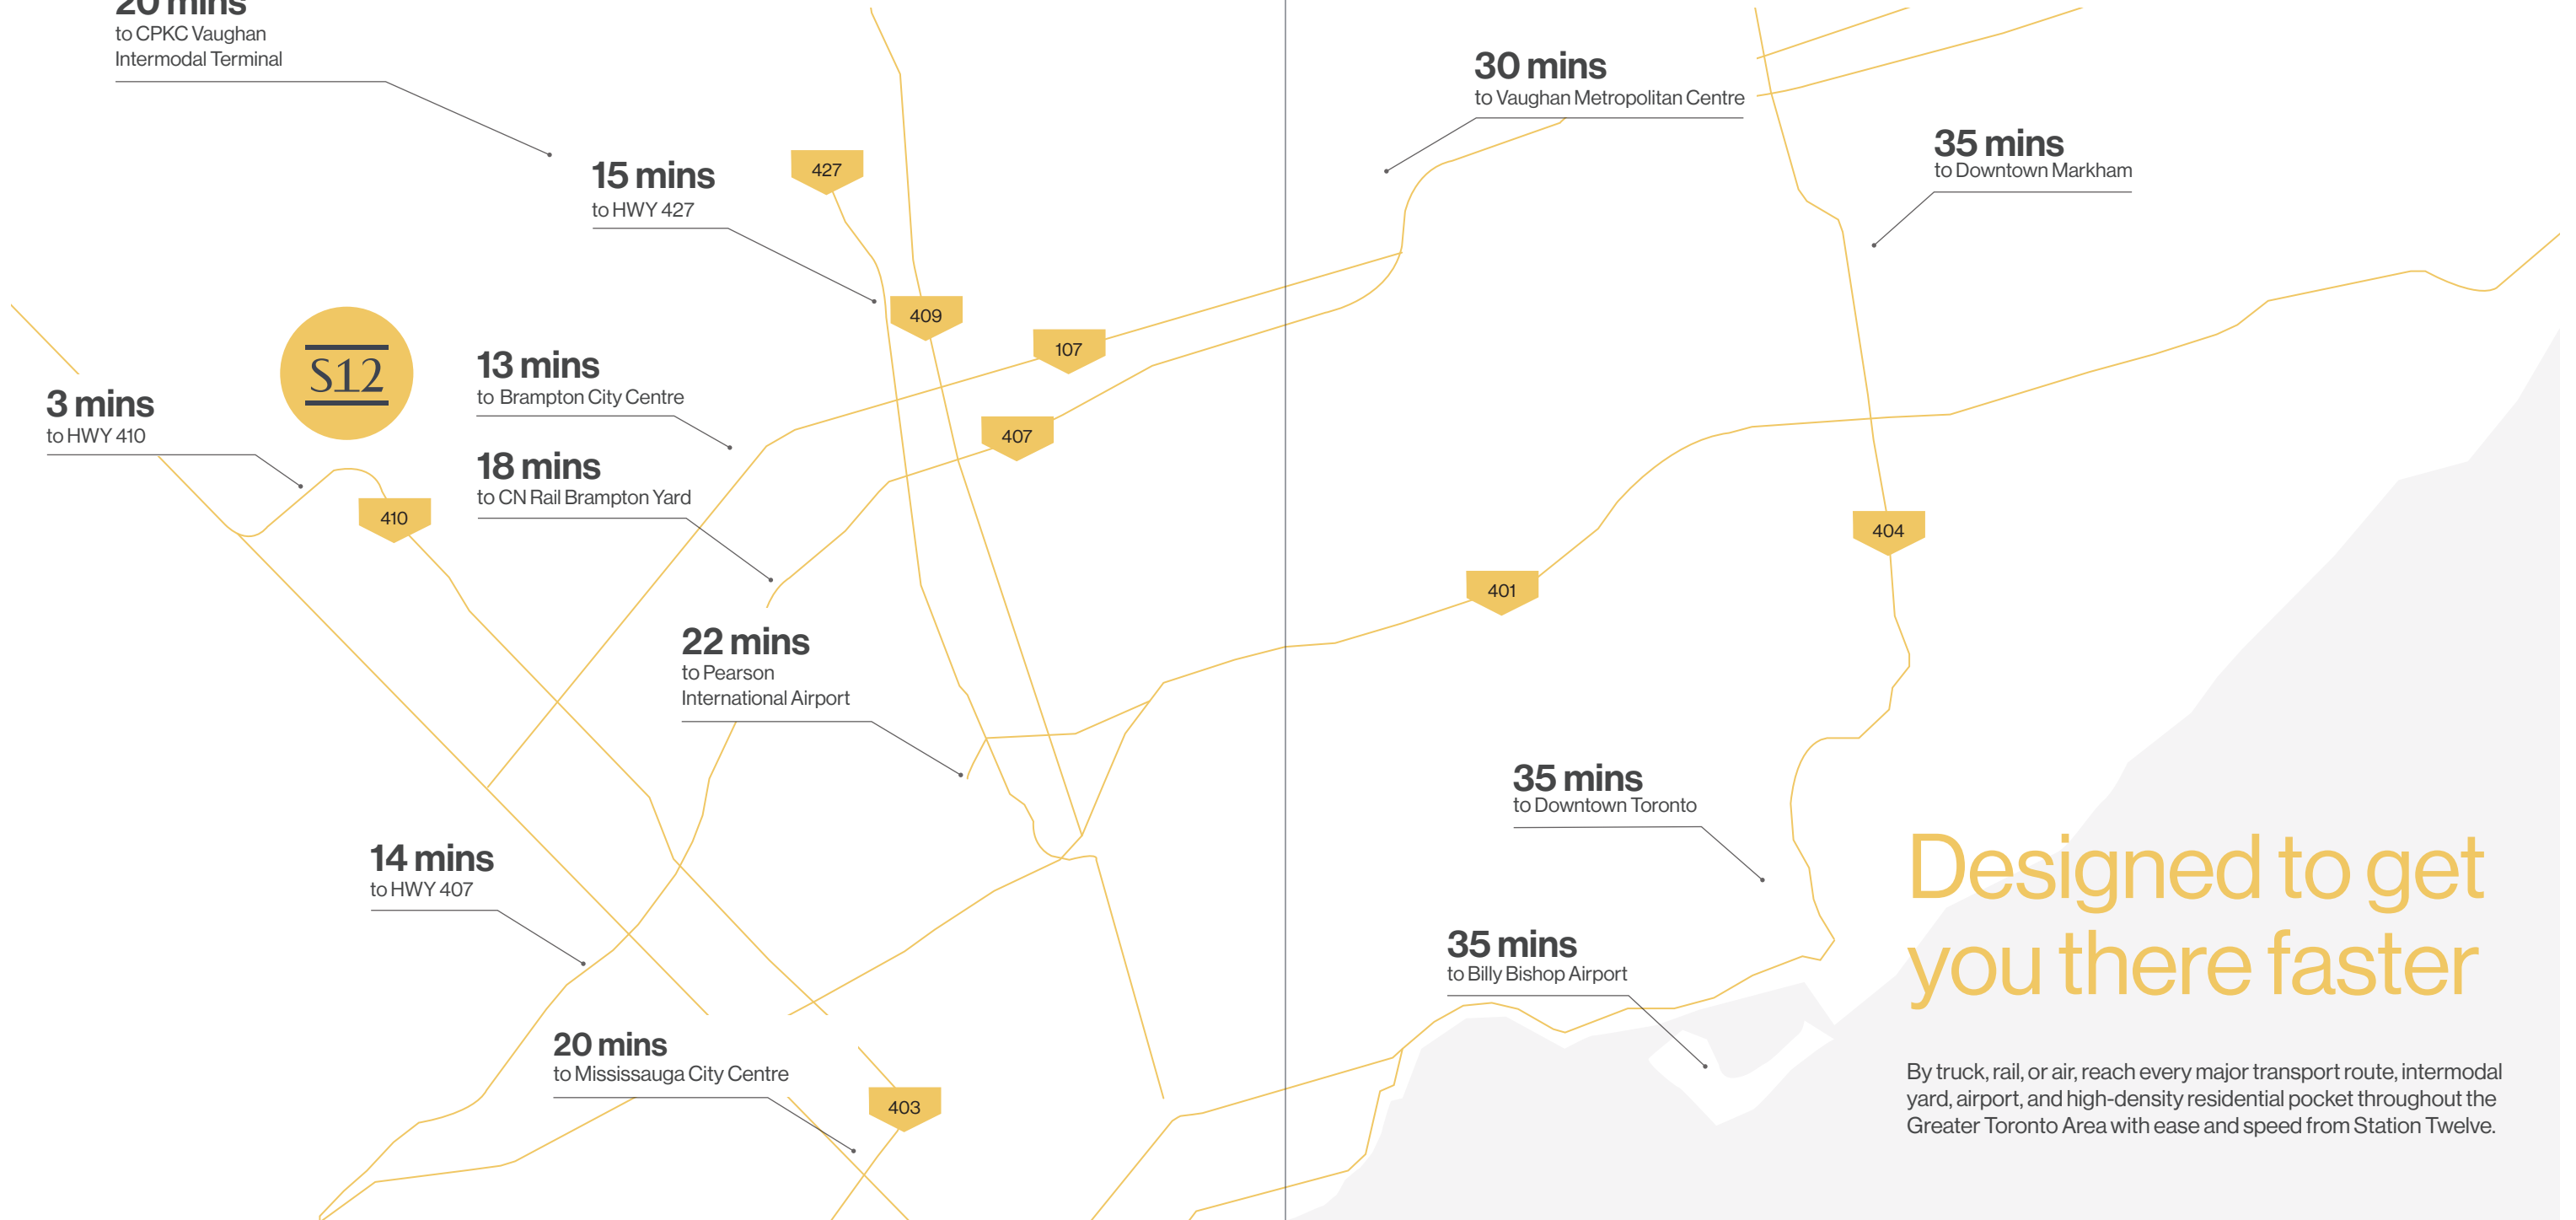 20 mins
to CPKC Vaughan
Intermodal Terminal
15 mins
to HWY 427
427
409
107
407
S12
3 mins
to HWY 410
410
13 mins
to Brampton City Centre
18 mins
to CN Rail Brampton Yard
22 mins
to Pearson
International Airport
14 mins
to HWY 407
20 mins
to Mississauga City Centre
403
30 mins
to Vaughan Metropolitan Centre
35 mins
to Downtown Markham
404
401
35 mins
to Downtown Toronto
35 mins
to Billy Bishop Airport
Designed to get
you there faster
By truck, rail, or air, reach every major transport route, intermodal
yard, airport, and high-density residential pocket throughout the
Greater Toronto Area with ease and speed from Station Twelve.